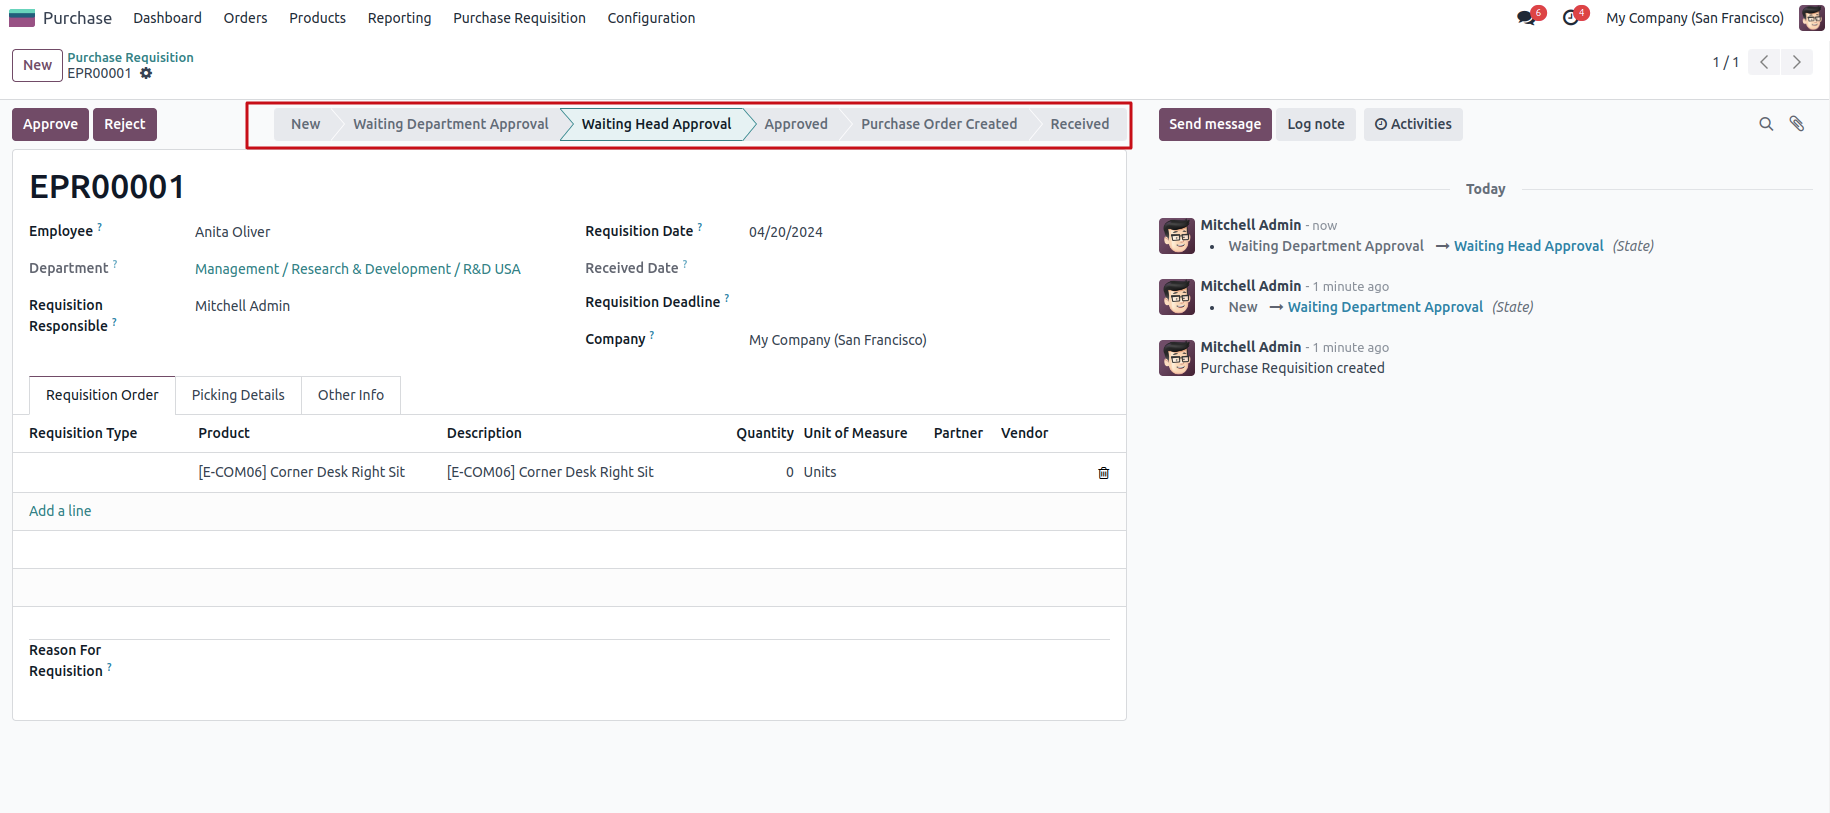 Purchase Dashboard Orders Products Reporting Purchase Requisition Configuration 6 4 My Company (San Francisco)
New Purchase Requisition
EPR00001 1 / 1
Approve Reject New Waiting Department Approval Waiting Head Approval Approved Purchase Order Created Received Send message Log note Activities
EPR00001
Employee ? Anita Oliver
Department ? Management / Research & Development / R&D USA
Requisition
Responsible ? Mitchell Admin
Requisition Date ? 04/20/2024
Received Date ?
Requisition Deadline ?
Company ? My Company (San Francisco)
Requisition Order Picking Details Other Info
Requisition Type Product Description Quantity Unit of Measure Partner Vendor
[E-COM06] Corner Desk Right Sit [E-COM06] Corner Desk Right Sit 0 Units
Add a line
Reason For
Requisition ?
Today
Mitchell Admin - now
• Waiting Department Approval → Waiting Head Approval (State)
Mitchell Admin - 1 minute ago
• New → Waiting Department Approval (State)
Mitchell Admin - 1 minute ago
Purchase Requisition created